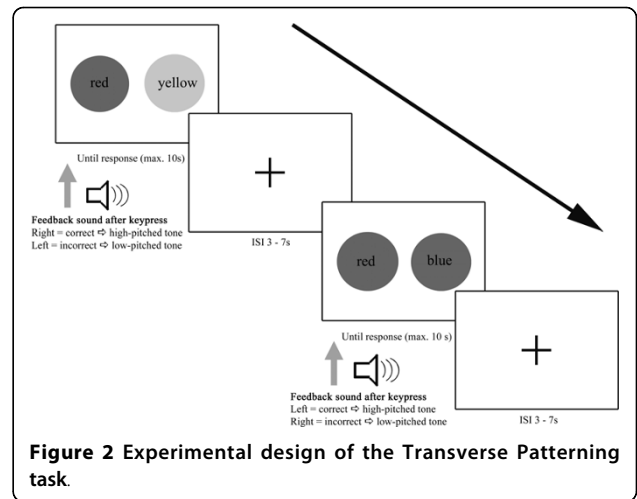 red yellow
Until response (max. 10s)
Feedback sound after keypress
Right = correct ⇨ high-pitched tone
Left = incorrect ⇨ low-pitched tone
ISI 3 - 7s
red blue
Until response (max. 10 s)
Feedback sound after keypress
Left = correct ⇨ high-pitched tone
Right = incorrect ⇨ low-pitched tone
ISI 3 - 7s
Figure 2 Experimental design of the Transverse Patterning
task.